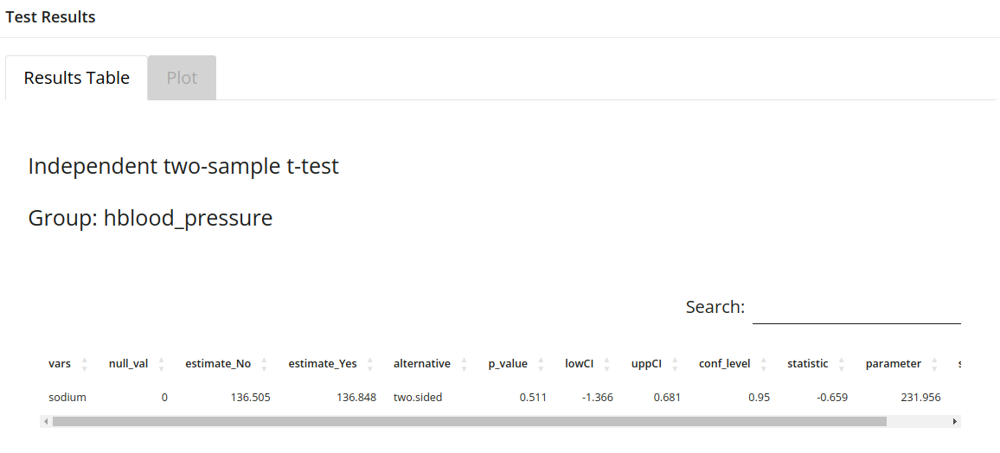 Test Results
Results Table Plot
Independent two-sample t-test
Group: hblood_pressure
Search:
vars null_val estimate_No estimate_Yes alternative p_value lowCI uppCI conf_level statistic parameter
sodium 0 136.505 136.848 two.sided 0.511 -1.366 0.681 0.95 -0.659 231.956